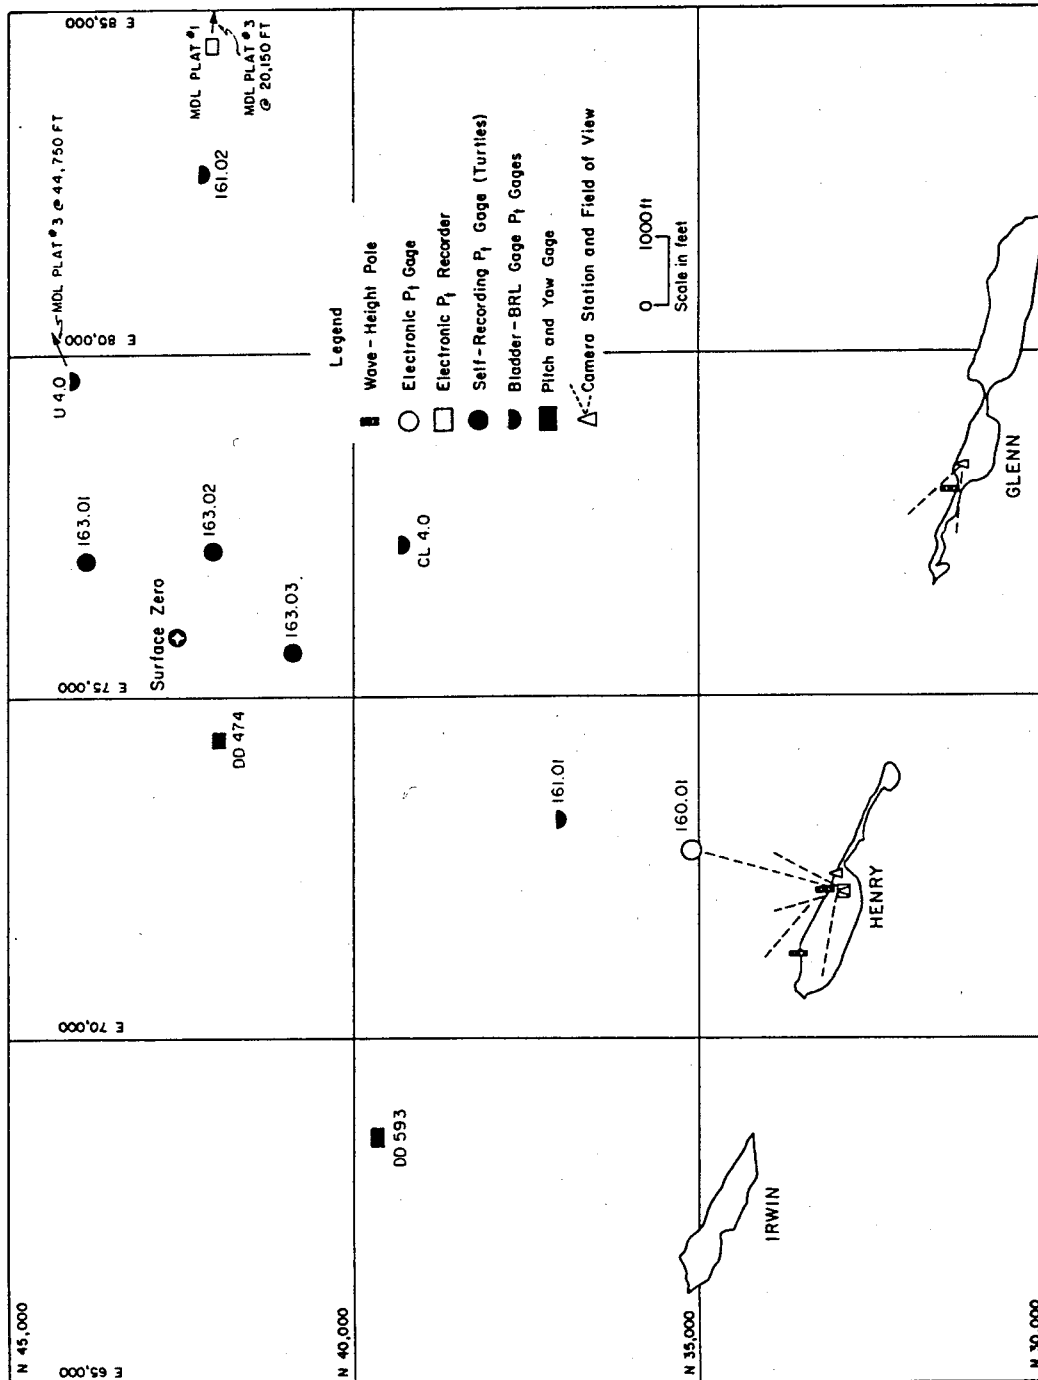 E 65,000
E 70,000
E 75,000
E 80,000
E 85,000
N 45,000
N 40,000
N 35,000
N 30,000
U 4.0
MDL PLAT #3 @ 44,750 FT
MDL PLAT #1
MDL PLAT #3
@ 20,150 FT
161.02
163.01
163.02
Surface Zero
163.03
DD 474
CL 4.0
DD 593
161.01
160.01
Legend
Wave-Height Pole
Electronic Pt Gage
Electronic Pt Recorder
Self-Recording Pt Gage (Turtles)
Bladder-BRL Gage Pt Gages
Pitch and Yaw Gage
Camera Station and Field of View
0 1000 ft
Scale in feet
IRWIN
HENRY
GLENN